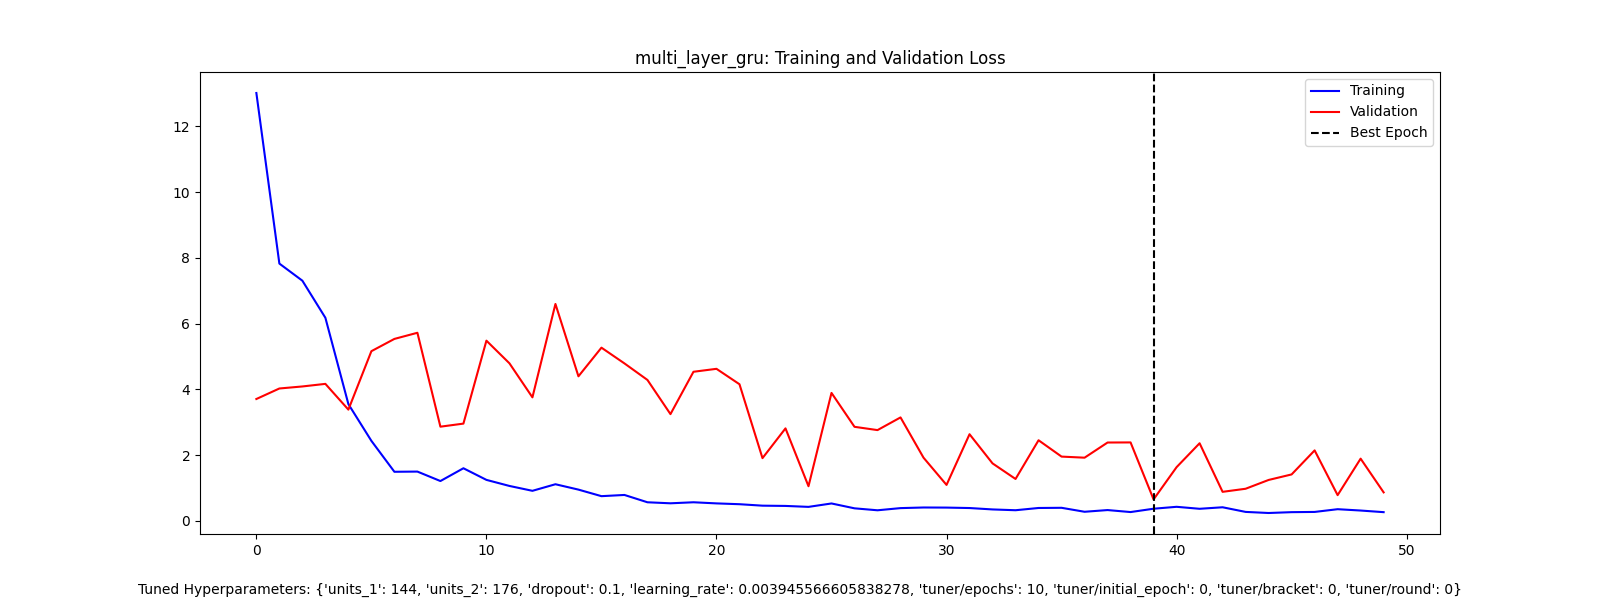 multi_layer_gru: Training and Validation Loss
Training
Validation
Best Epoch
12
10
8
6
4
2
0
0 10 20 30 40 50
Tuned Hyperparameters: {'units_1': 144, 'units_2': 176, 'dropout': 0.1, 'learning_rate': 0.0039455666605838278, 'tuner/epochs': 10, 'tuner/initial_epoch': 0, 'tuner/bracket': 0, 'tuner/round': 0}